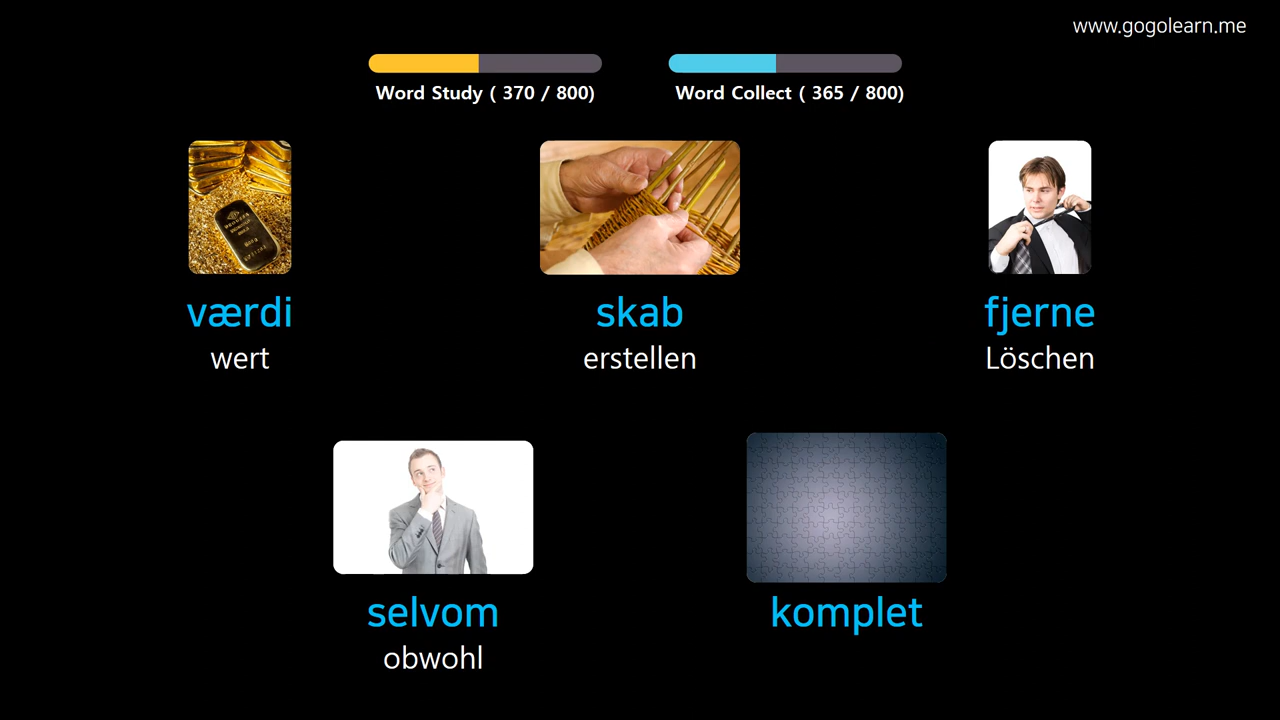 www.gogolearn.me
Word Study ( 370 / 800)
Word Collect ( 365 / 800)
værdi
wert
skab
erstellen
fjerne
Löschen
selvom
obwohl
komplet